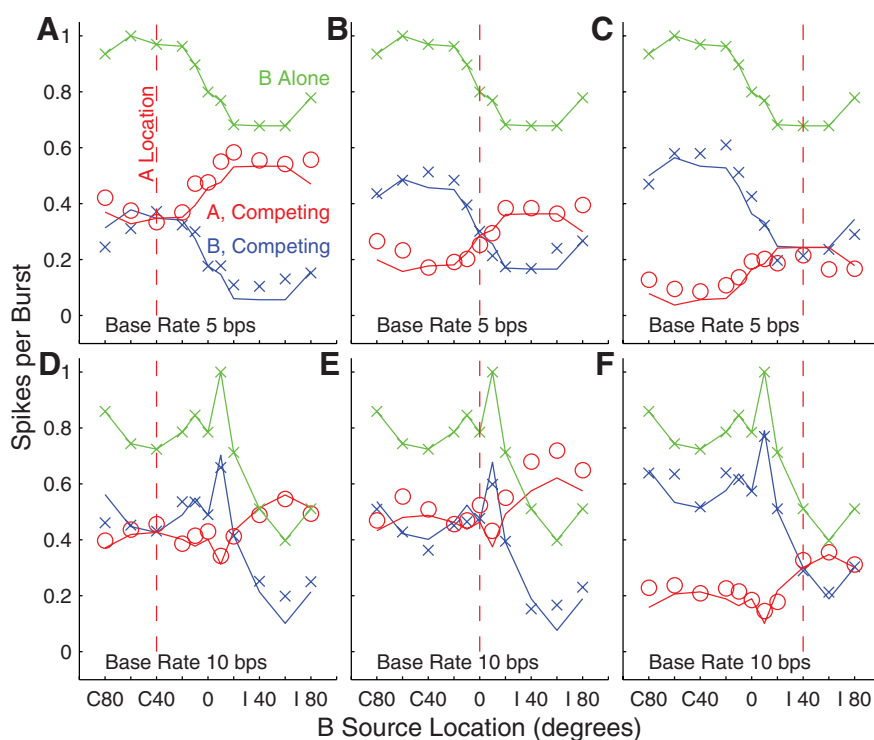 A
B
C
1
0.8
0.6
0.4
0.2
0
Spikes per Burst
A Location
B Alone
A, Competing
B, Competing
Base Rate 5 bps
Base Rate 5 bps
Base Rate 5 bps
D
E
F
1
0.8
0.6
0.4
0.2
0
Base Rate 10 bps
Base Rate 10 bps
Base Rate 10 bps
C80 C40 0 I 40 I 80
C80 C40 0 I 40 I 80
C80 C40 0 I 40 I 80
B Source Location (degrees)